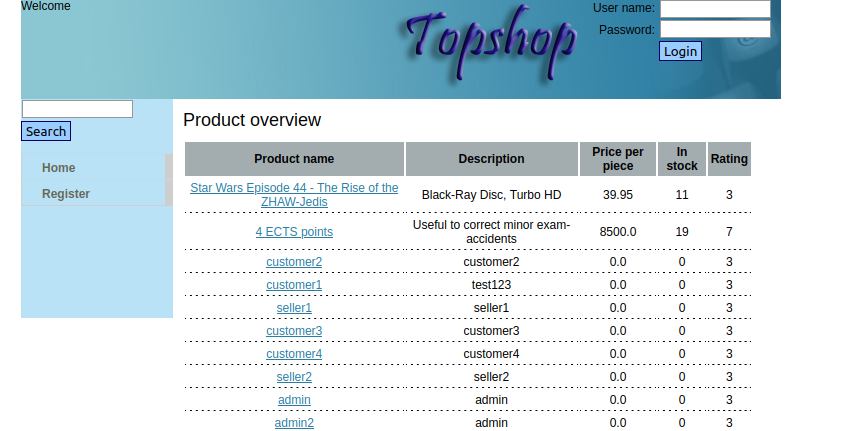 Welcome
Topshop
User name:
Password:
Login
Search
Home
Register
Product overview
Product name Description Price per piece In stock Rating
Star Wars Episode 44 - The Rise of the ZHAW-Jedis Black-Ray Disc, Turbo HD 39.95 11 3
4 ECTS points Useful to correct minor exam-accidents 8500.0 19 7
customer2 customer2 0.0 0 3
customer1 test123 0.0 0 3
seller1 seller1 0.0 0 3
customer3 customer3 0.0 0 3
customer4 customer4 0.0 0 3
seller2 seller2 0.0 0 3
admin admin 0.0 0 3
admin2 admin 0.0 0 3